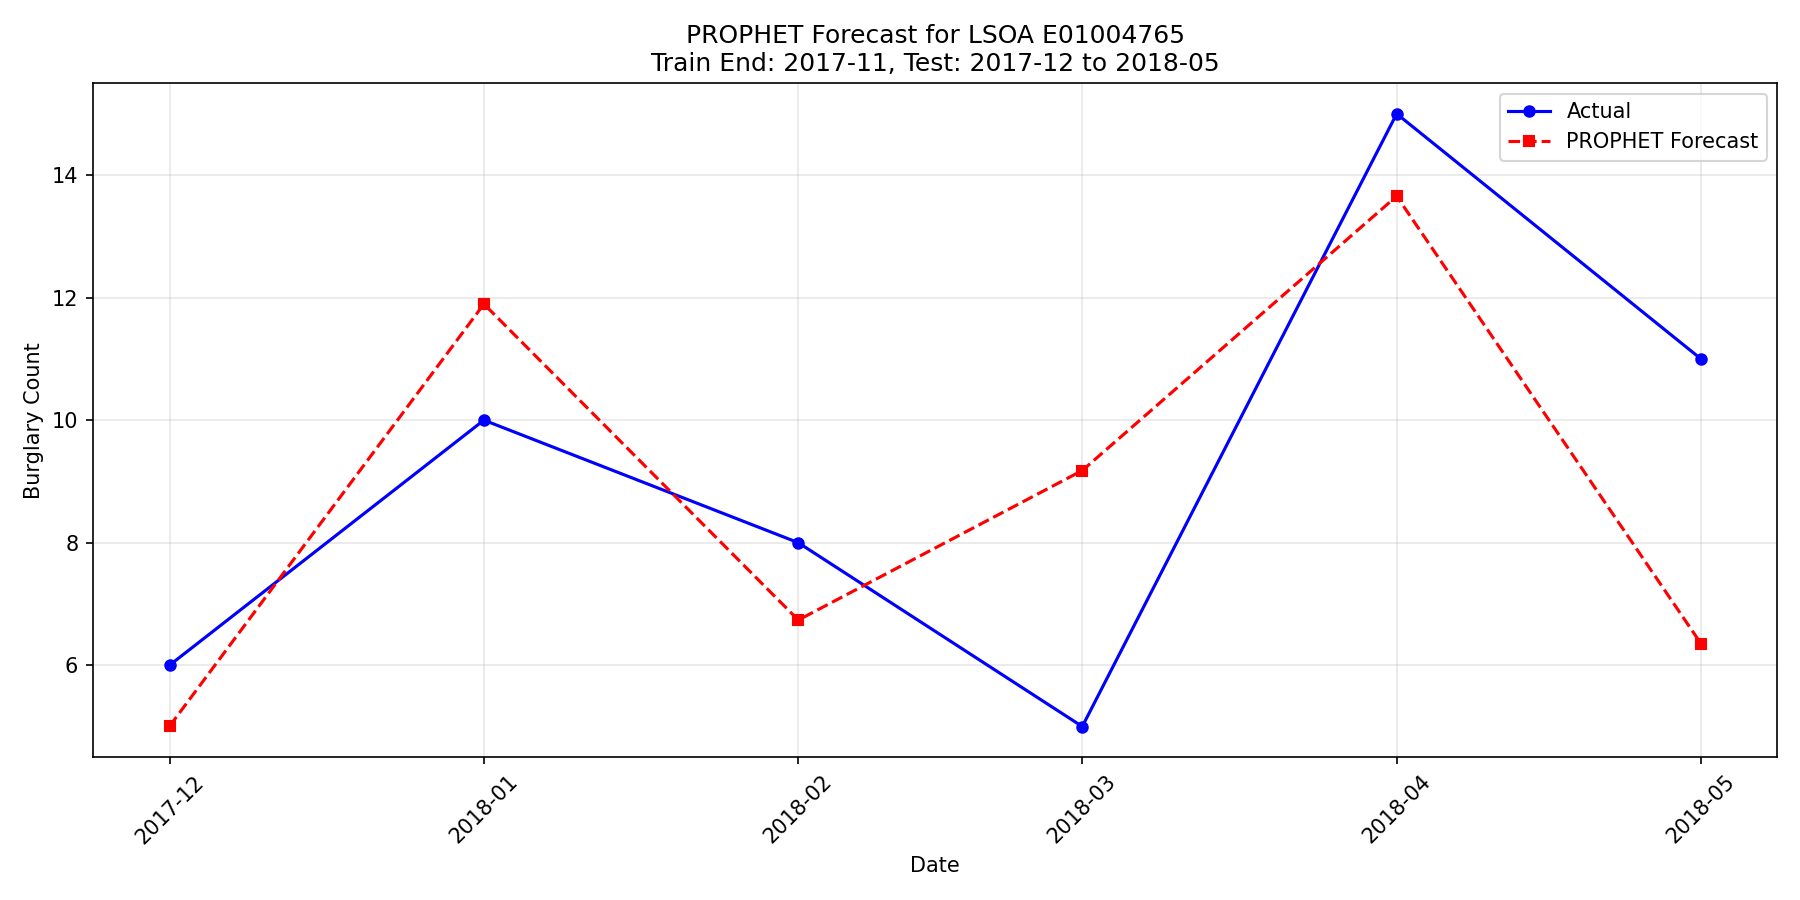 PROPHET Forecast for LSOA E01004765
Train End: 2017-11, Test: 2017-12 to 2018-05
Actual
PROPHET Forecast
Burglary Count
14
12
10
8
6
2017-12
2018-01
2018-02
2018-03
2018-04
2018-05
Date